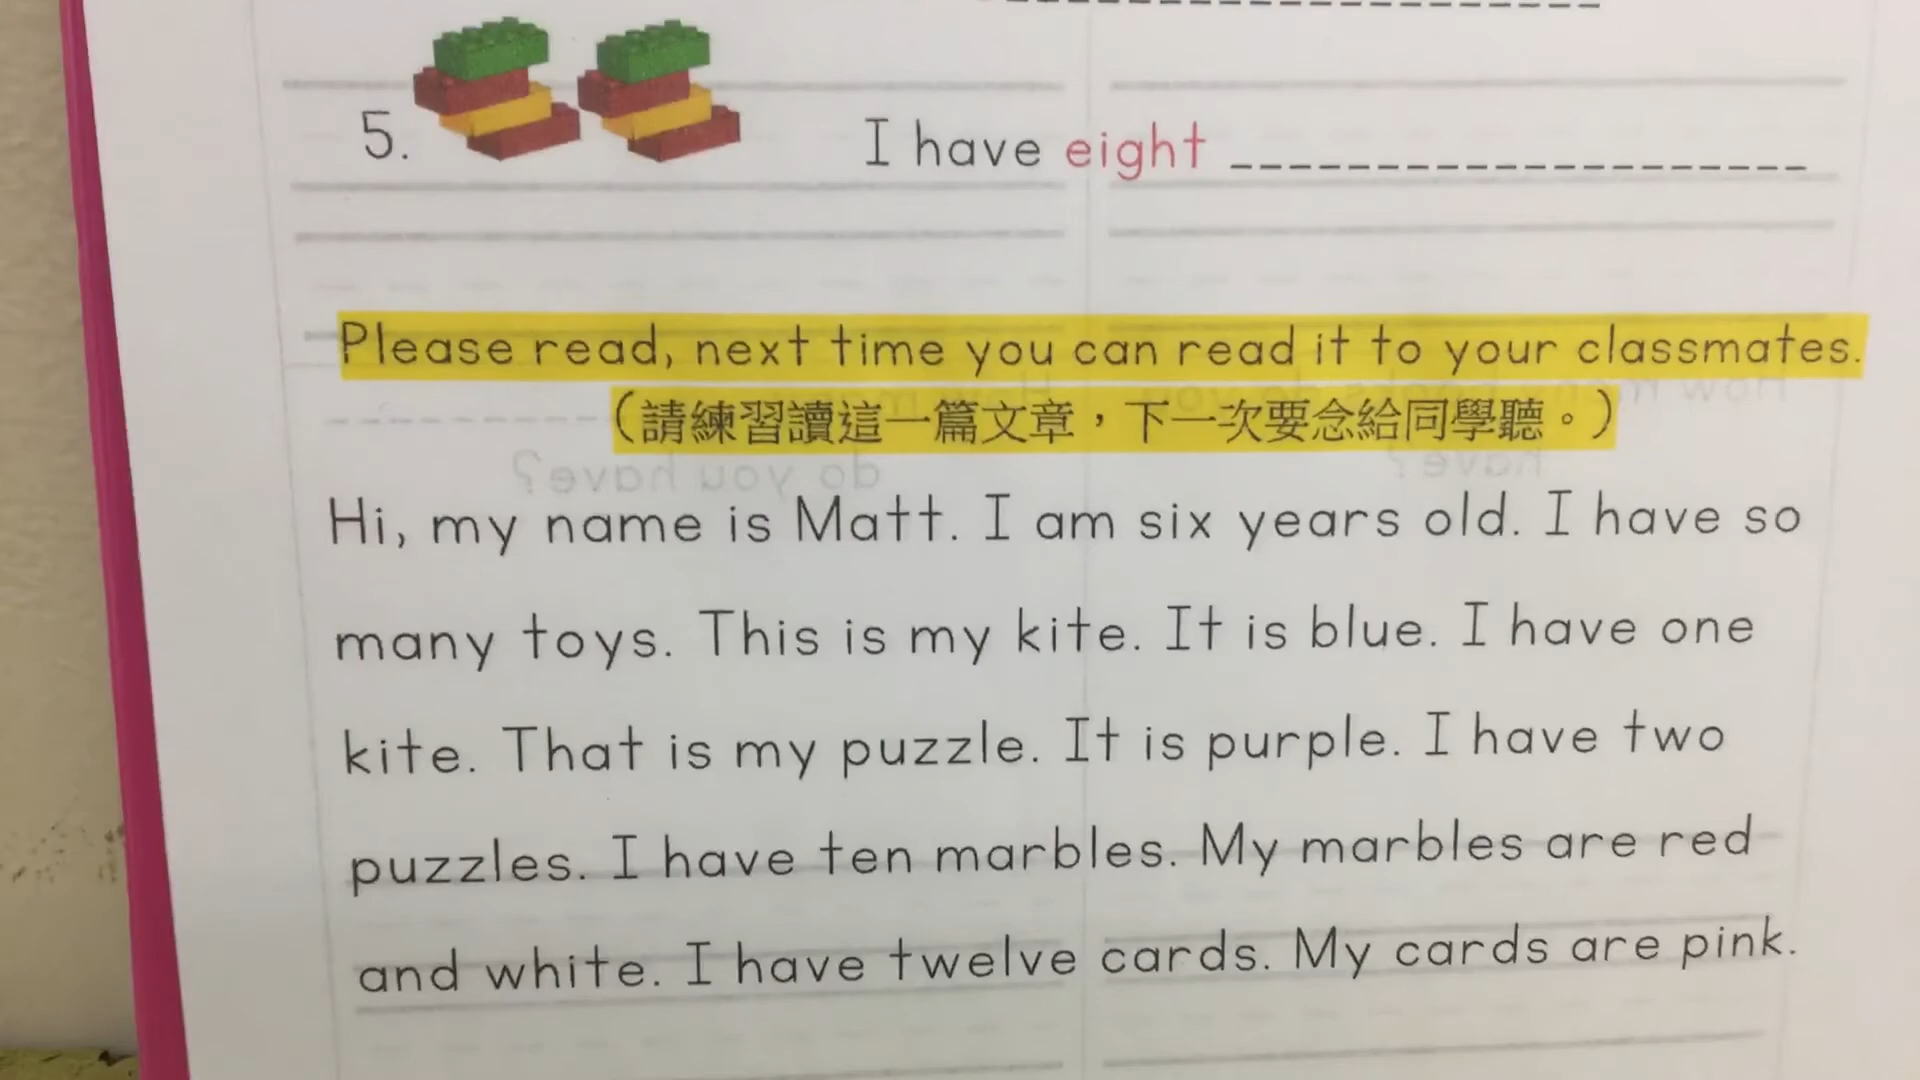 5. I have eight ____________________
Please read, next time you can read it to your classmates.
(請練習讀這一篇文章，下一次要念給同學聽。)
Hi, my name is Matt. I am six years old. I have so
many toys. This is my kite. It is blue. I have one
kite. That is my puzzle. It is purple. I have two
puzzles. I have ten marbles. My marbles are red
and white. I have twelve cards. My cards are pink.